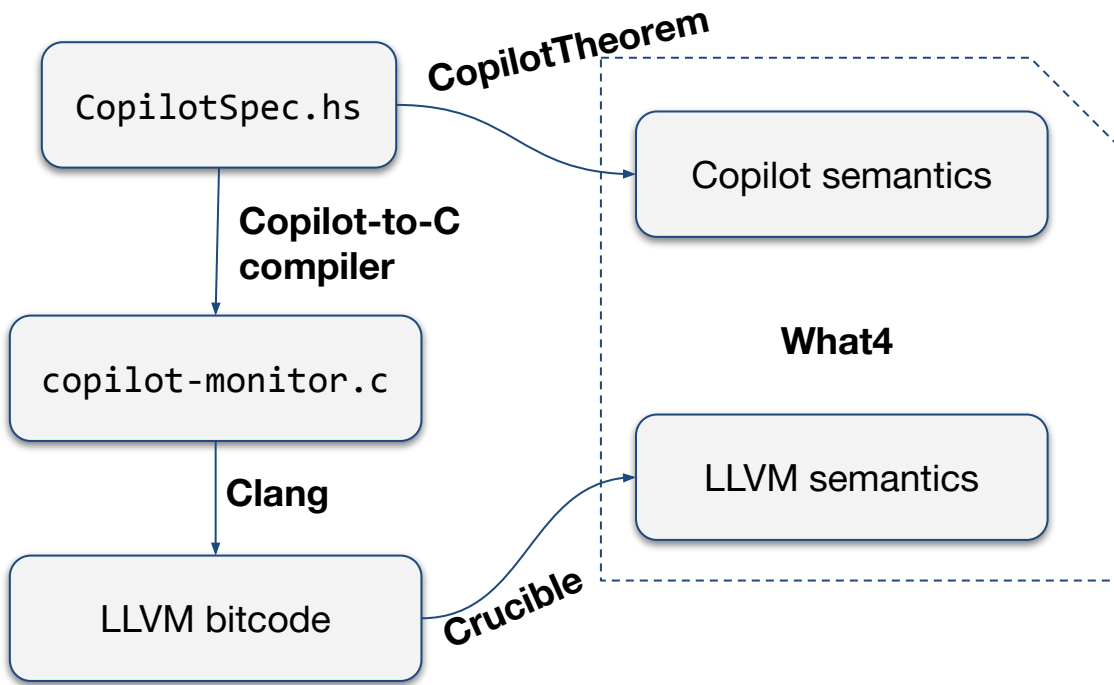 CopilotTheorem
CopilotSpec.hs
Copilot semantics
Copilot-to-C
compiler
What4
copilot-monitor.c
LLVM semantics
Clang
Crucible
LLVM bitcode